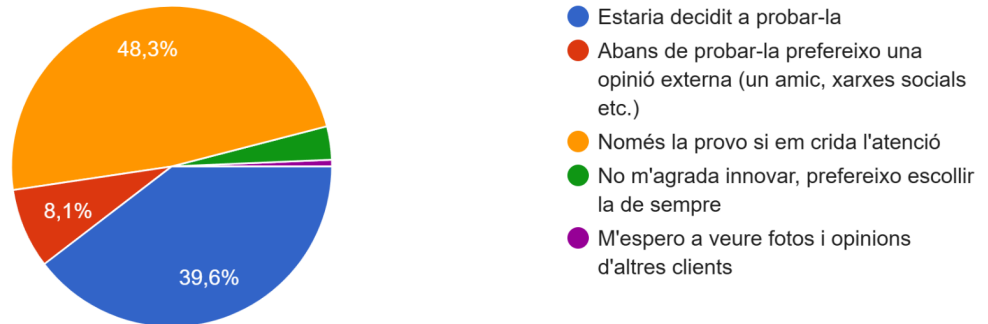 48,3%
8,1%
39,6%
Estaria decidit a probar-la
Abans de probar-la prefereixo una
opinió externa (un amic, xarxes socials
etc.)
Només la provo si em crida l'atenció
No m'agrada innovar, prefereixo escollir
la de sempre
M'espero a veure fotos i opinions
d'altres clients